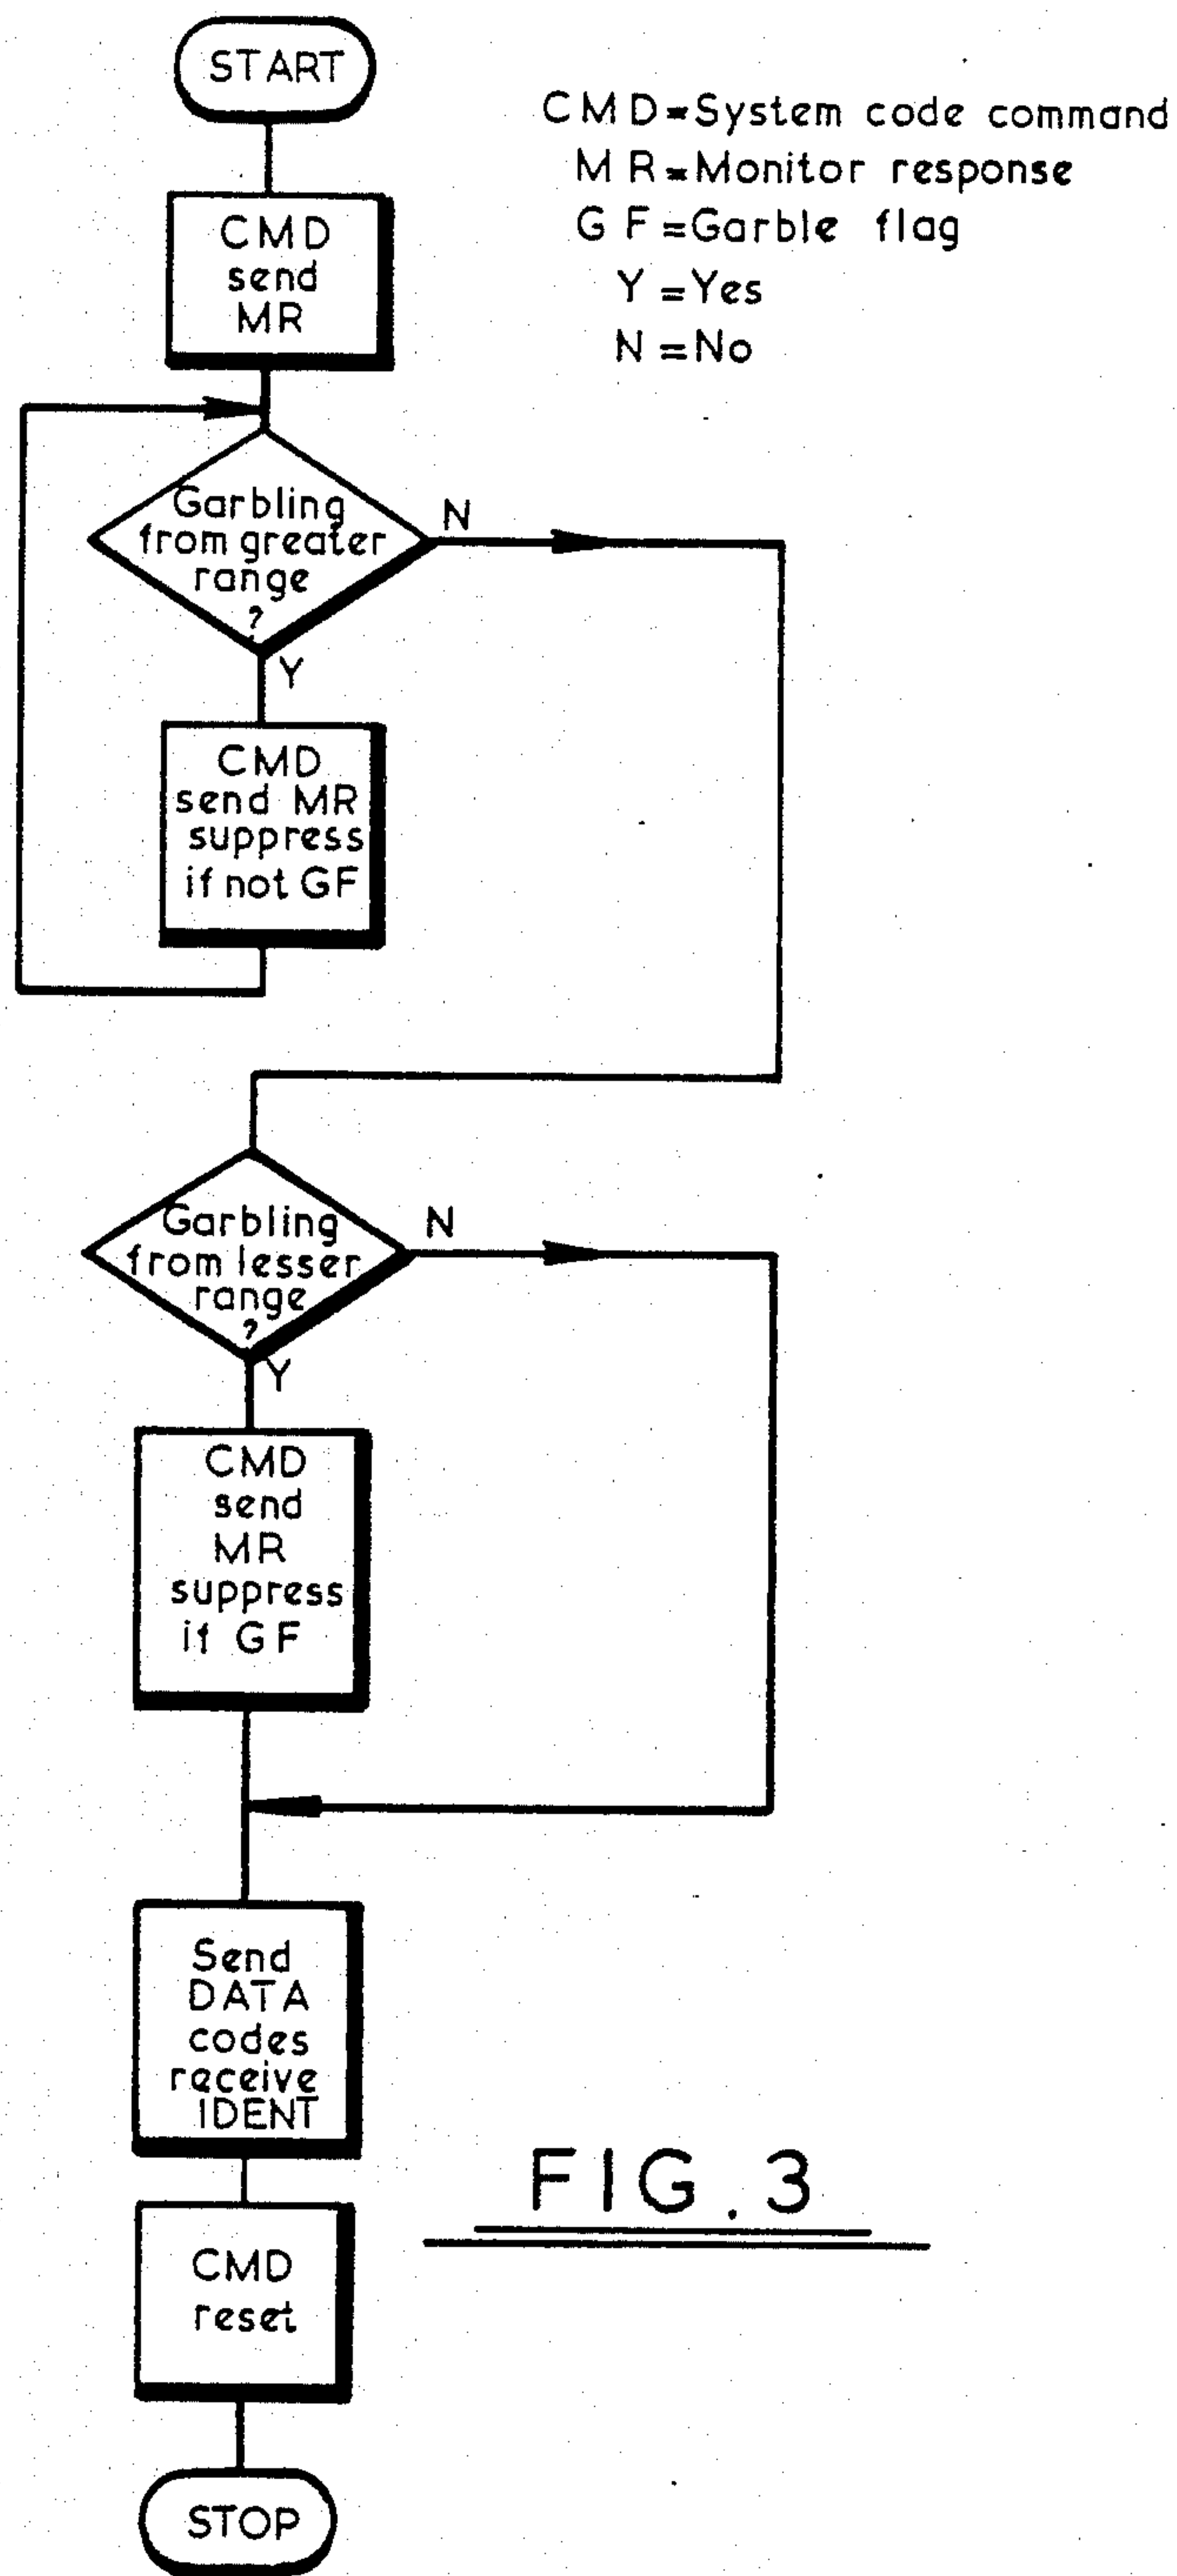 START
CMD=System code command
MR=Monitor response
GF=Garble flag
Y=Yes
N=No
CMD
send
MR
Garbling
from greater
range
?
N
Y
CMD
send MR
suppress
if not GF
Garbling
from lesser
range
?
N
Y
CMD
send
MR
suppress
if GF
Send
DATA
codes
receive
IDENT
CMD
reset
FIG.3
STOP